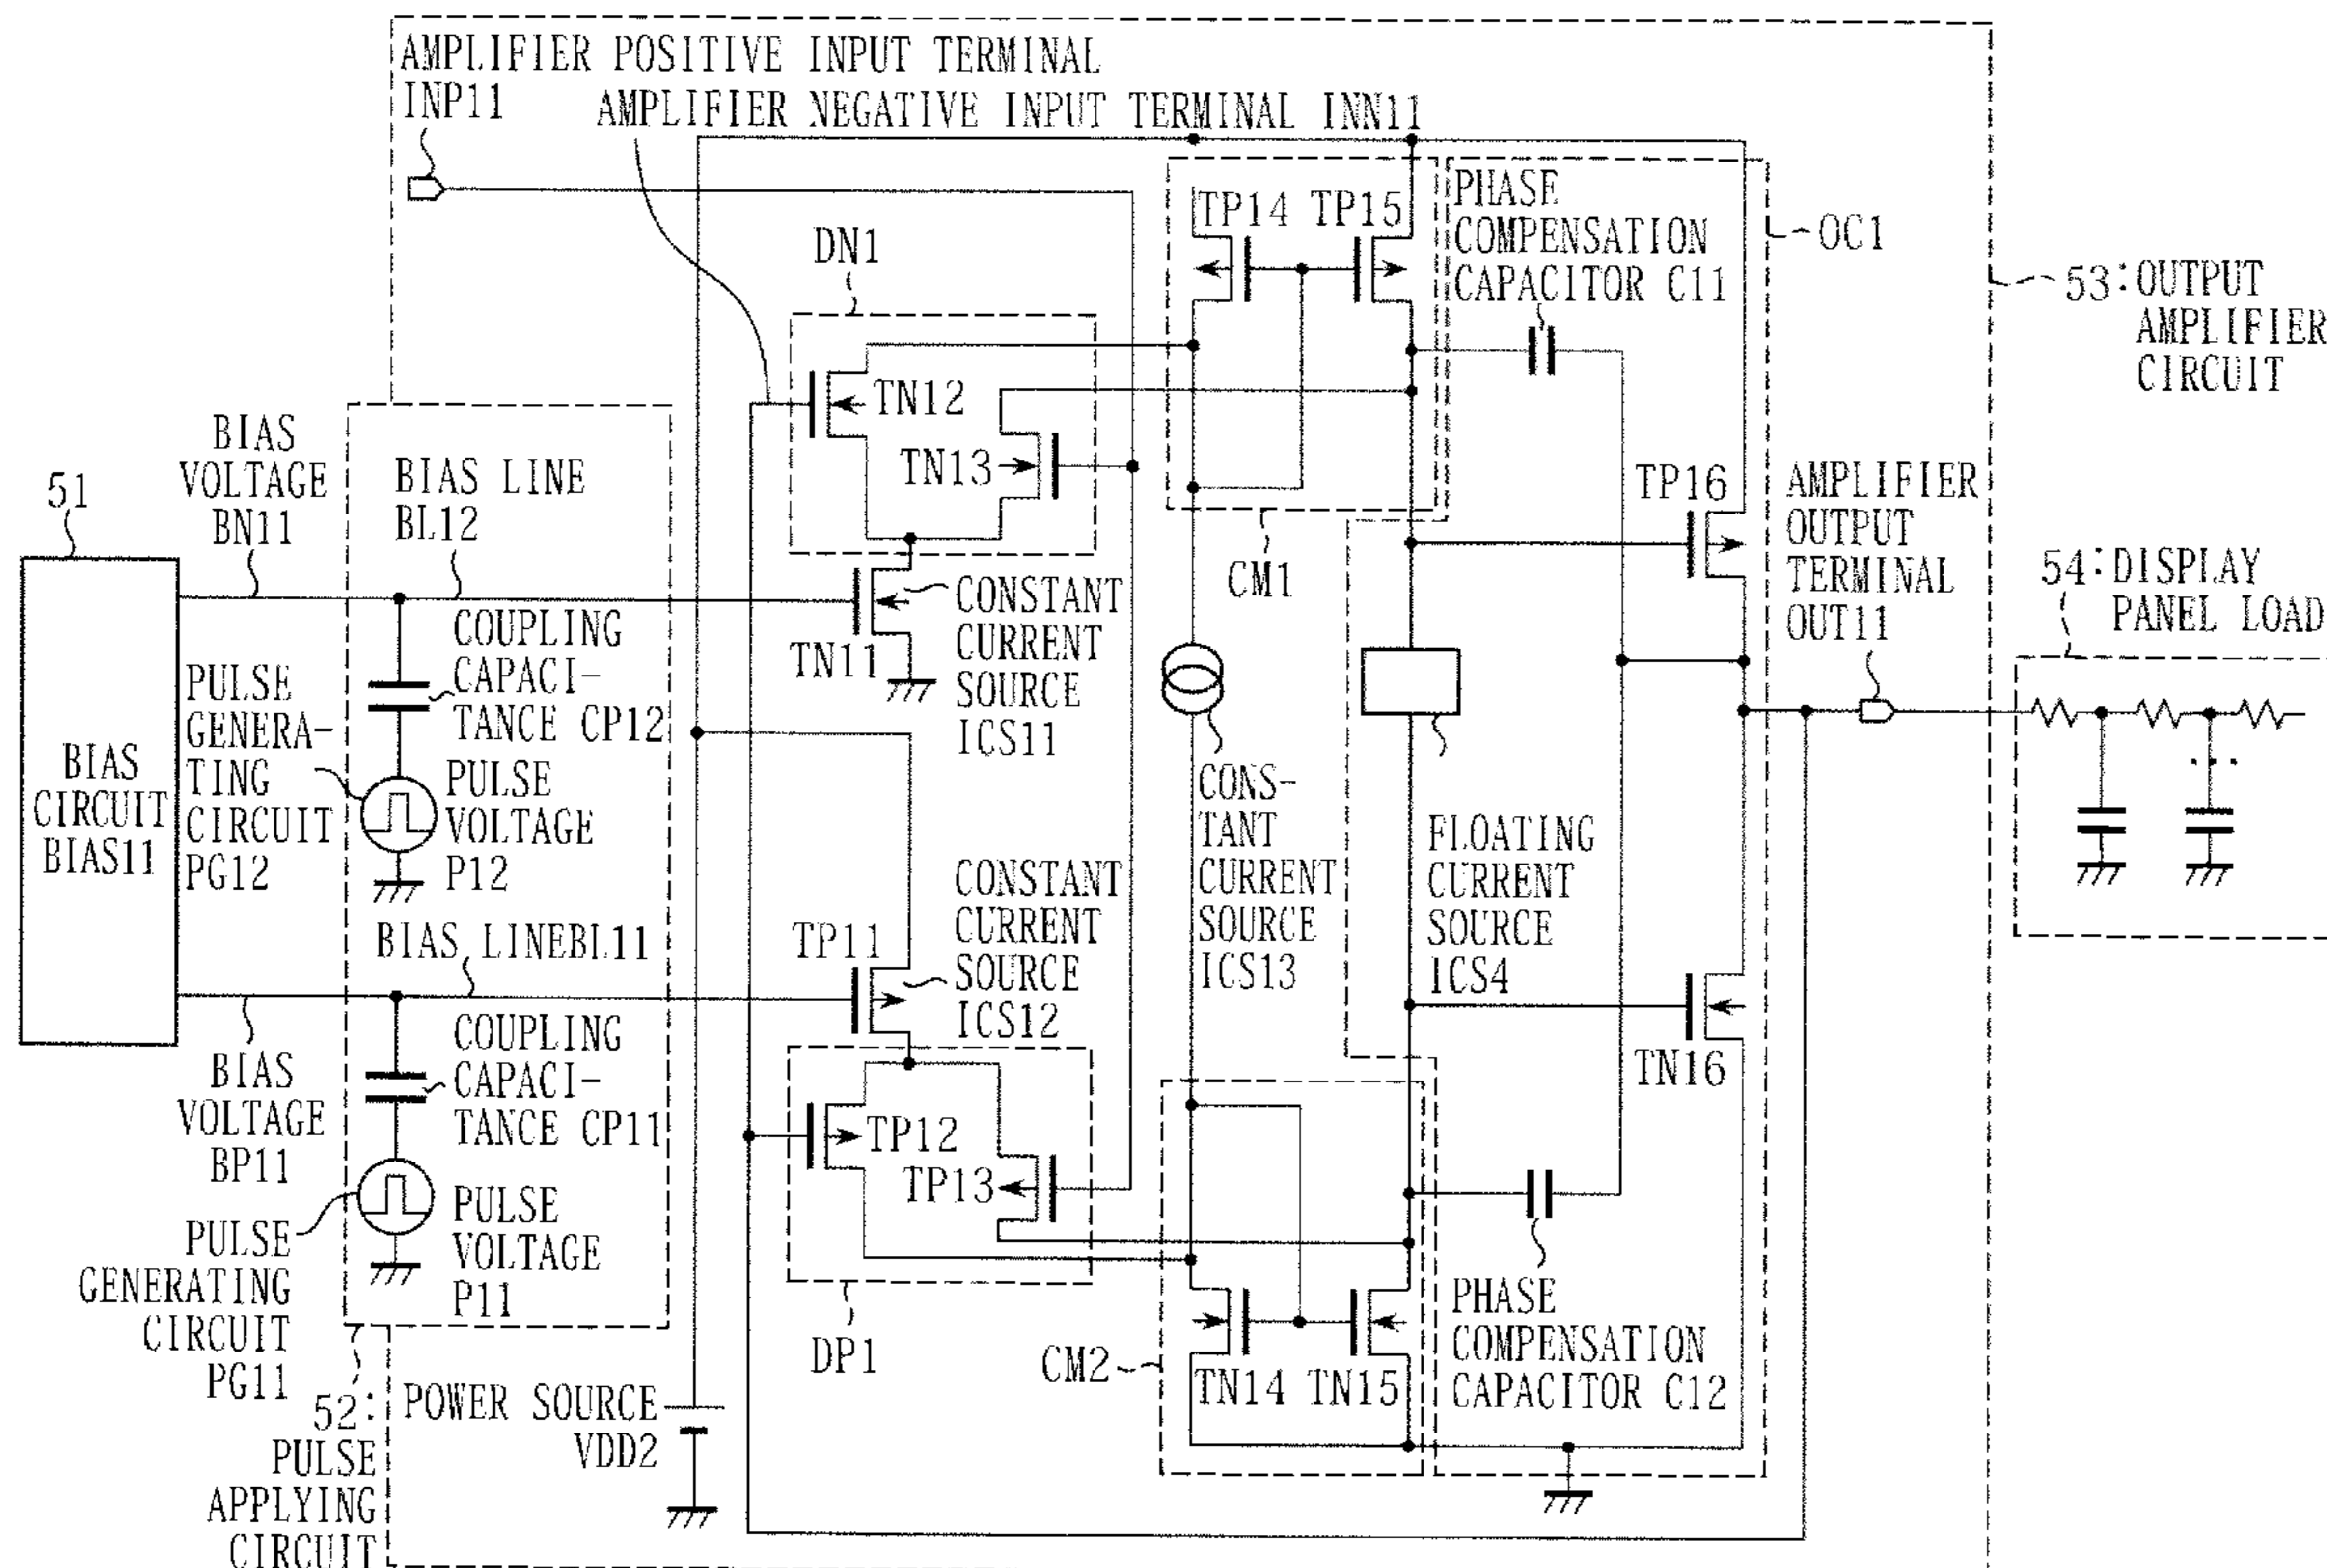 AMPLIFIER POSITIVE INPUT TERMINAL
INP11
AMPLIFIER NEGATIVE INPUT TERMINAL INN11
TP14
TP15
PHASE
COMPENSATION
CAPACITOR C11
OC1
53:OUTPUT
AMPLIFIER
CIRCUIT
DN1
TN12
TN13
CM1
TP16
AMPLIFIER
OUTPUT
TERMINAL
OUT11
54:DISPLAY
PANEL LOAD
51
BIAS
VOLTAGE
BN11
BIAS LINE
BL12
BIAS
CIRCUIT
BIAS11
COUPLING
CAPACI-
TANCE CP12
PULSE
GENERA-
TING
CIRCUIT
PG12
PULSE
VOLTAGE
P12
TN11
CONSTANT
CURRENT
SOURCE
ICS11
CONS-
TANT
CURRENT
SOURCE
ICS13
FLOATING
CURRENT
SOURCE
ICS4
...
BIAS LINEBL11
TP11
CONSTANT
CURRENT
SOURCE
ICS12
TN16
BIAS
VOLTAGE
BP11
COUPLING
CAPACI-
TANCE CP11
PULSE
VOLTAGE
P11
PULSE
GENERATING
CIRCUIT
PG11
TP12
TP13
DP1
CM2
TN14
TN15
PHASE
COMPENSATION
CAPACITOR C12
52:
PULSE
APPLYING
CIRCUIT
POWER SOURCE
VDD2